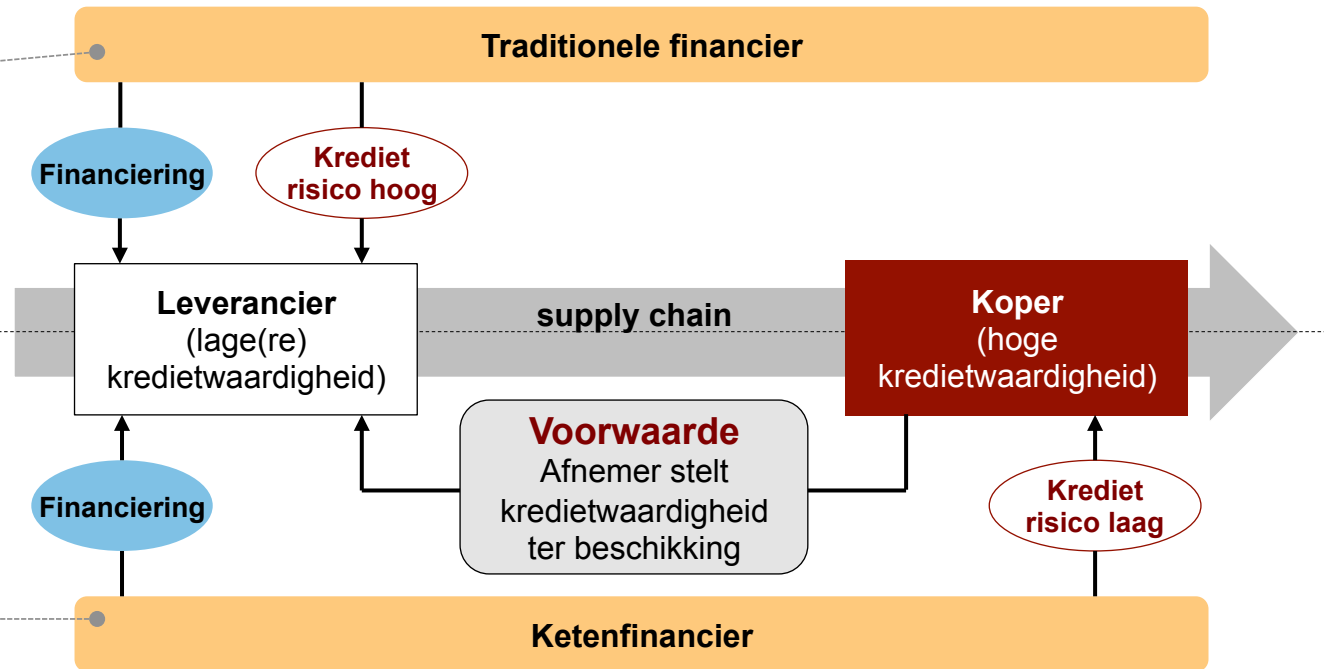 Traditionele financier
Financiering
Krediet
risico hoog
Leverancier
(lage(re)
kredietwaardigheid)
supply chain
Koper
(hoge
kredietwaardigheid)
Voorwaarde
Afnemer stelt
kredietwaardigheid
ter beschikking
Financiering
Krediet
risico laag
Ketenfinancier